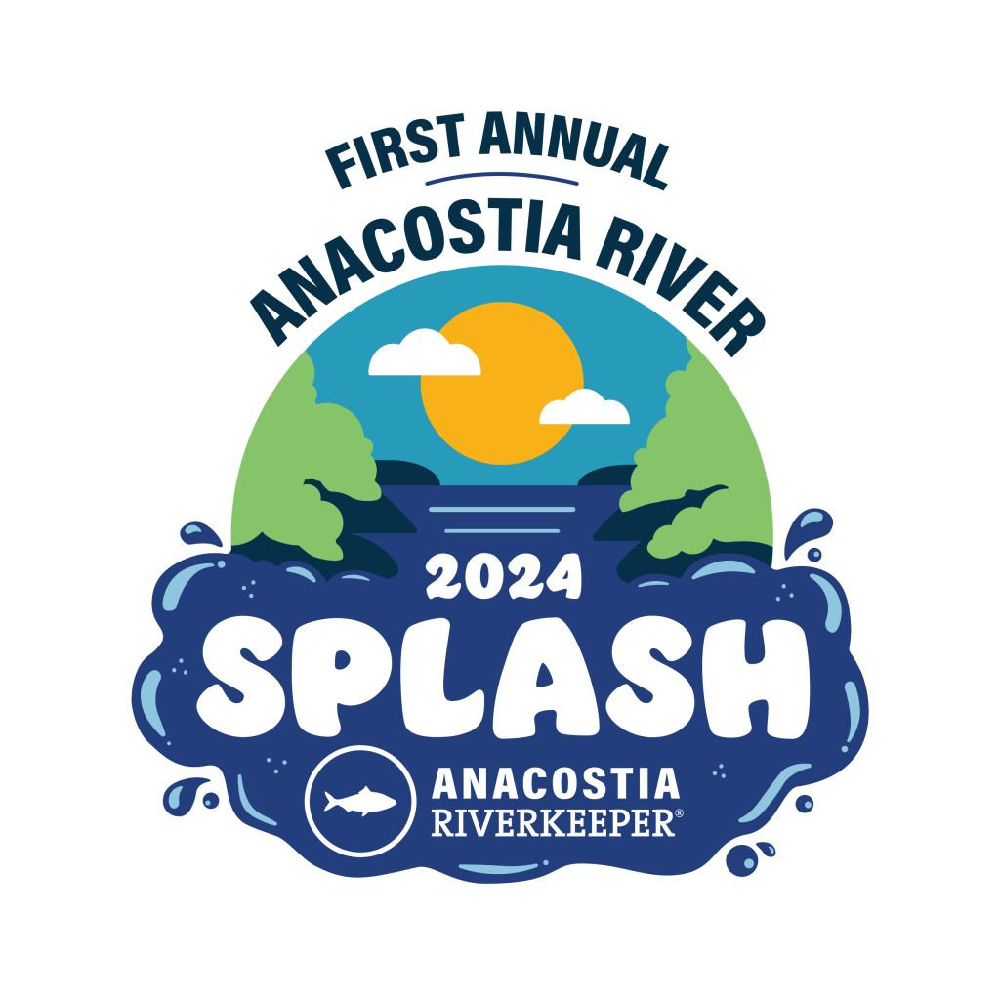 FIRST ANNUAL
ANACOSTIA RIVER
2024
SPLASH
ANACOSTIA
RIVERKEEPER®